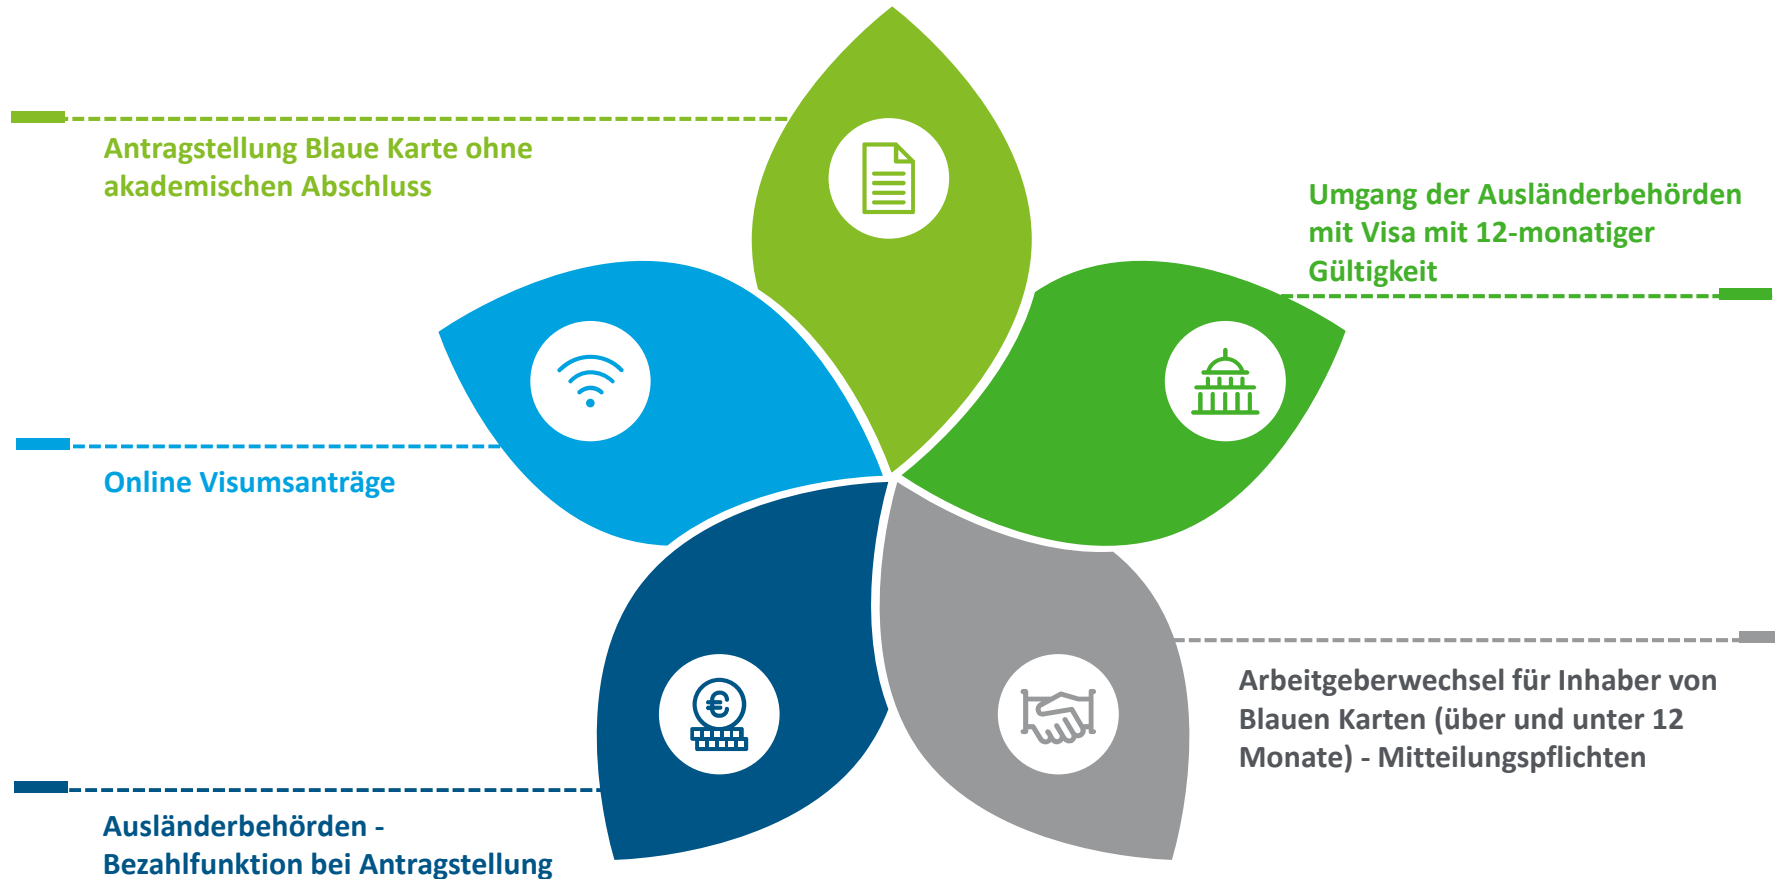 Antragstellung Blaue Karte ohne
akademischen Abschluss
Umgang der Ausländerbehörden
mit Visa mit 12-monatiger
Gültigkeit
Online Visumsanträge
Arbeitgeberwechsel für Inhaber von
Blauen Karten (über und unter 12
Monate) - Mitteilungspflichten
Ausländerbehörden -
Bezahlfunktion bei Antragstellung
€